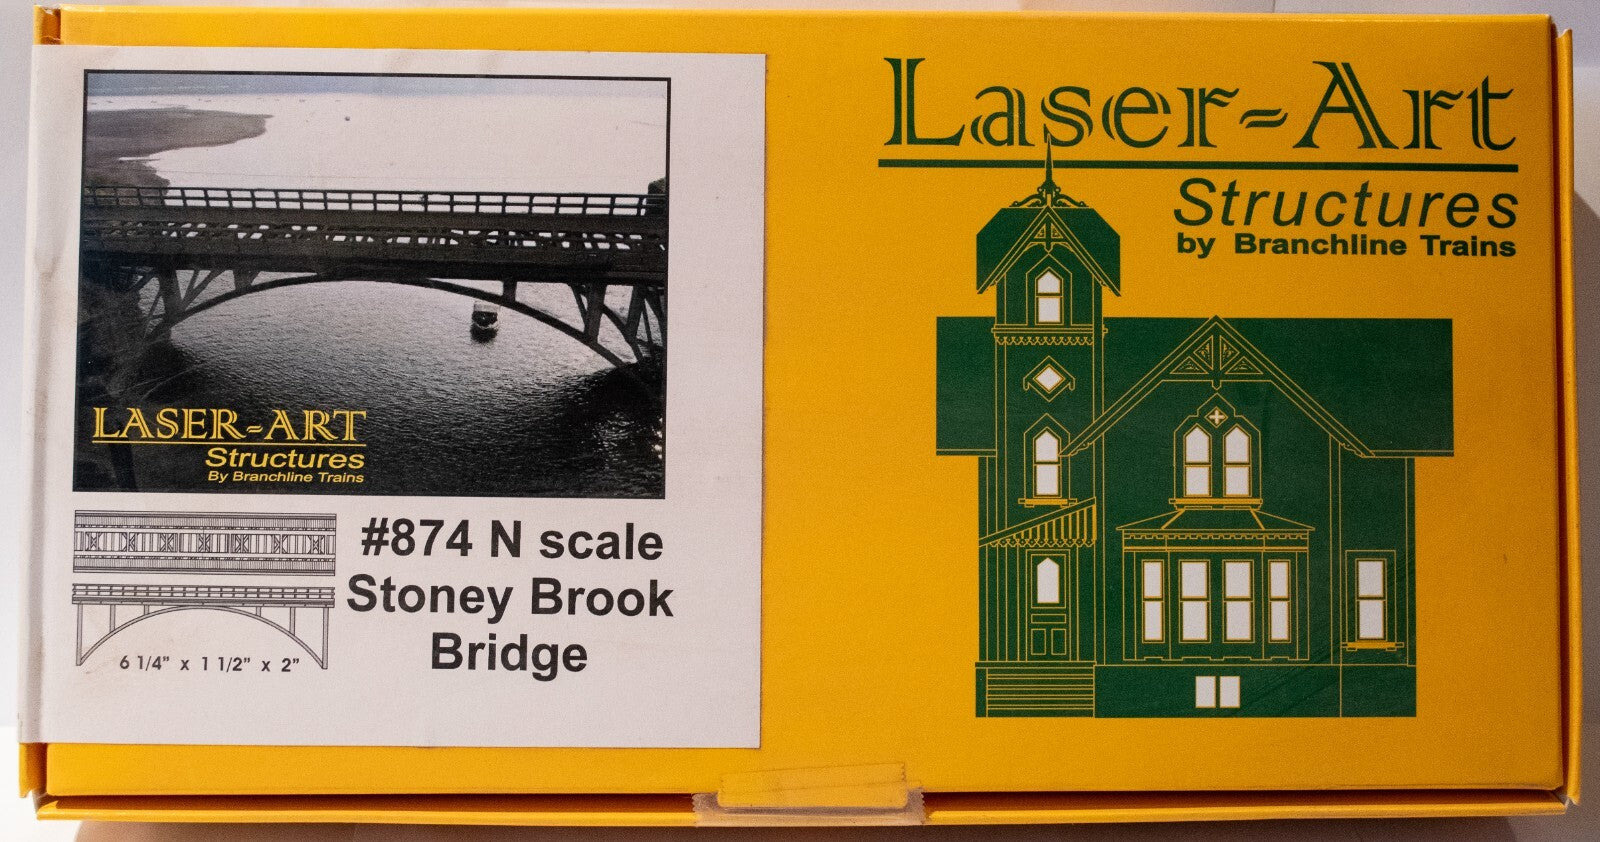 LASER-ART
Structures
By Branchline Trains
#874 N scale
Stoney Brook
Bridge
6 1/4" x 1 1/2" x 2"
Laser-Art
Structures
by Branchline Trains